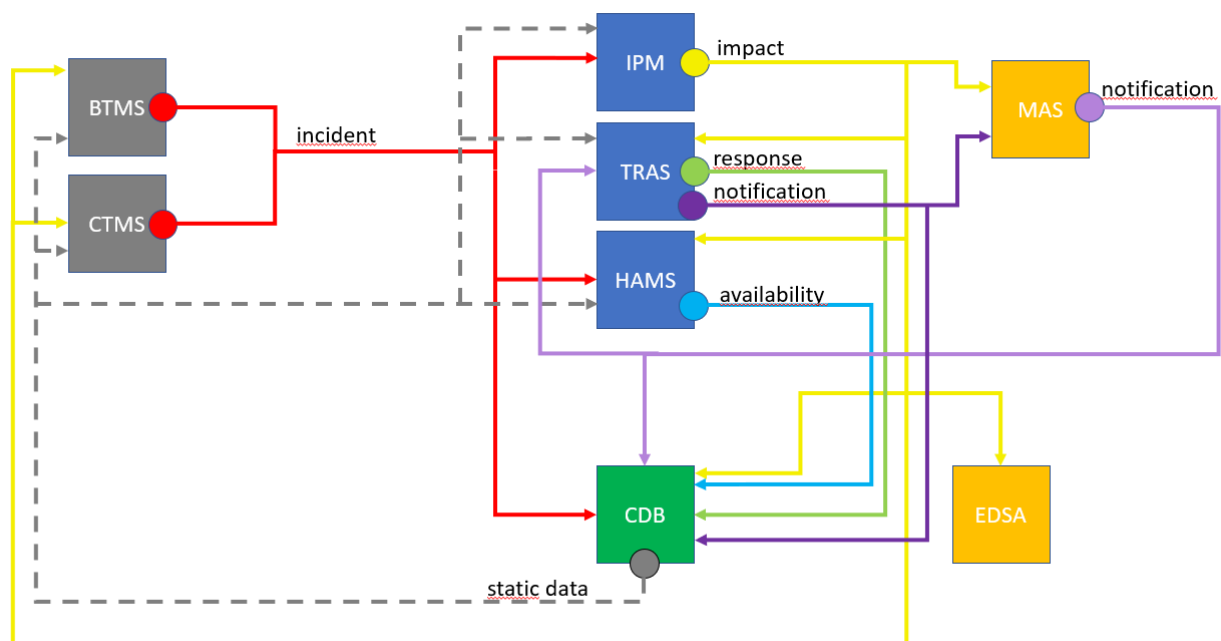 IPM
impact
BTMS
MAS
notification
incident
TRAS
response
notification
CTMS
HAMS
availability
CDB
EDSA
static data